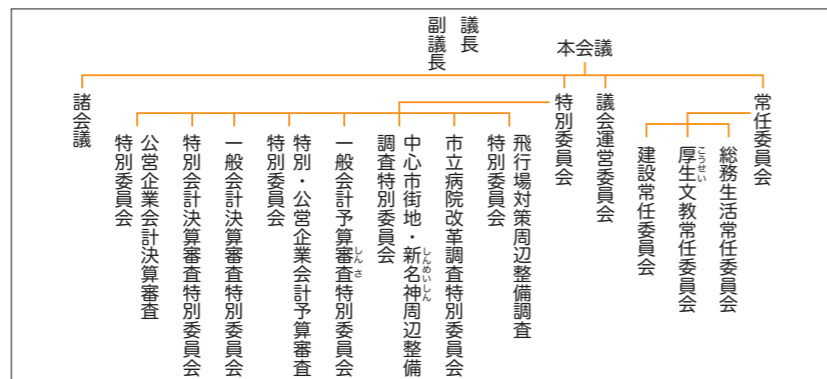 議長
副議長
本会議
常任委員会
総務生活常任委員会
厚生文教常任委員会
こうせい
建設常任委員会
議会運営委員会
特別委員会
飛行場対策周辺整備調査
特別委員会
市立病院改革調査特別委員会
中心市街地・新名神周辺整備
しんめいしん
調査特別委員会
一般会計予算審査特別委員会
しんさ
特別・公営企業会計予算審査
特別委員会
一般会計決算審査特別委員会
特別会計決算審査特別委員会
公営企業会計決算審査
特別委員会
諸会議